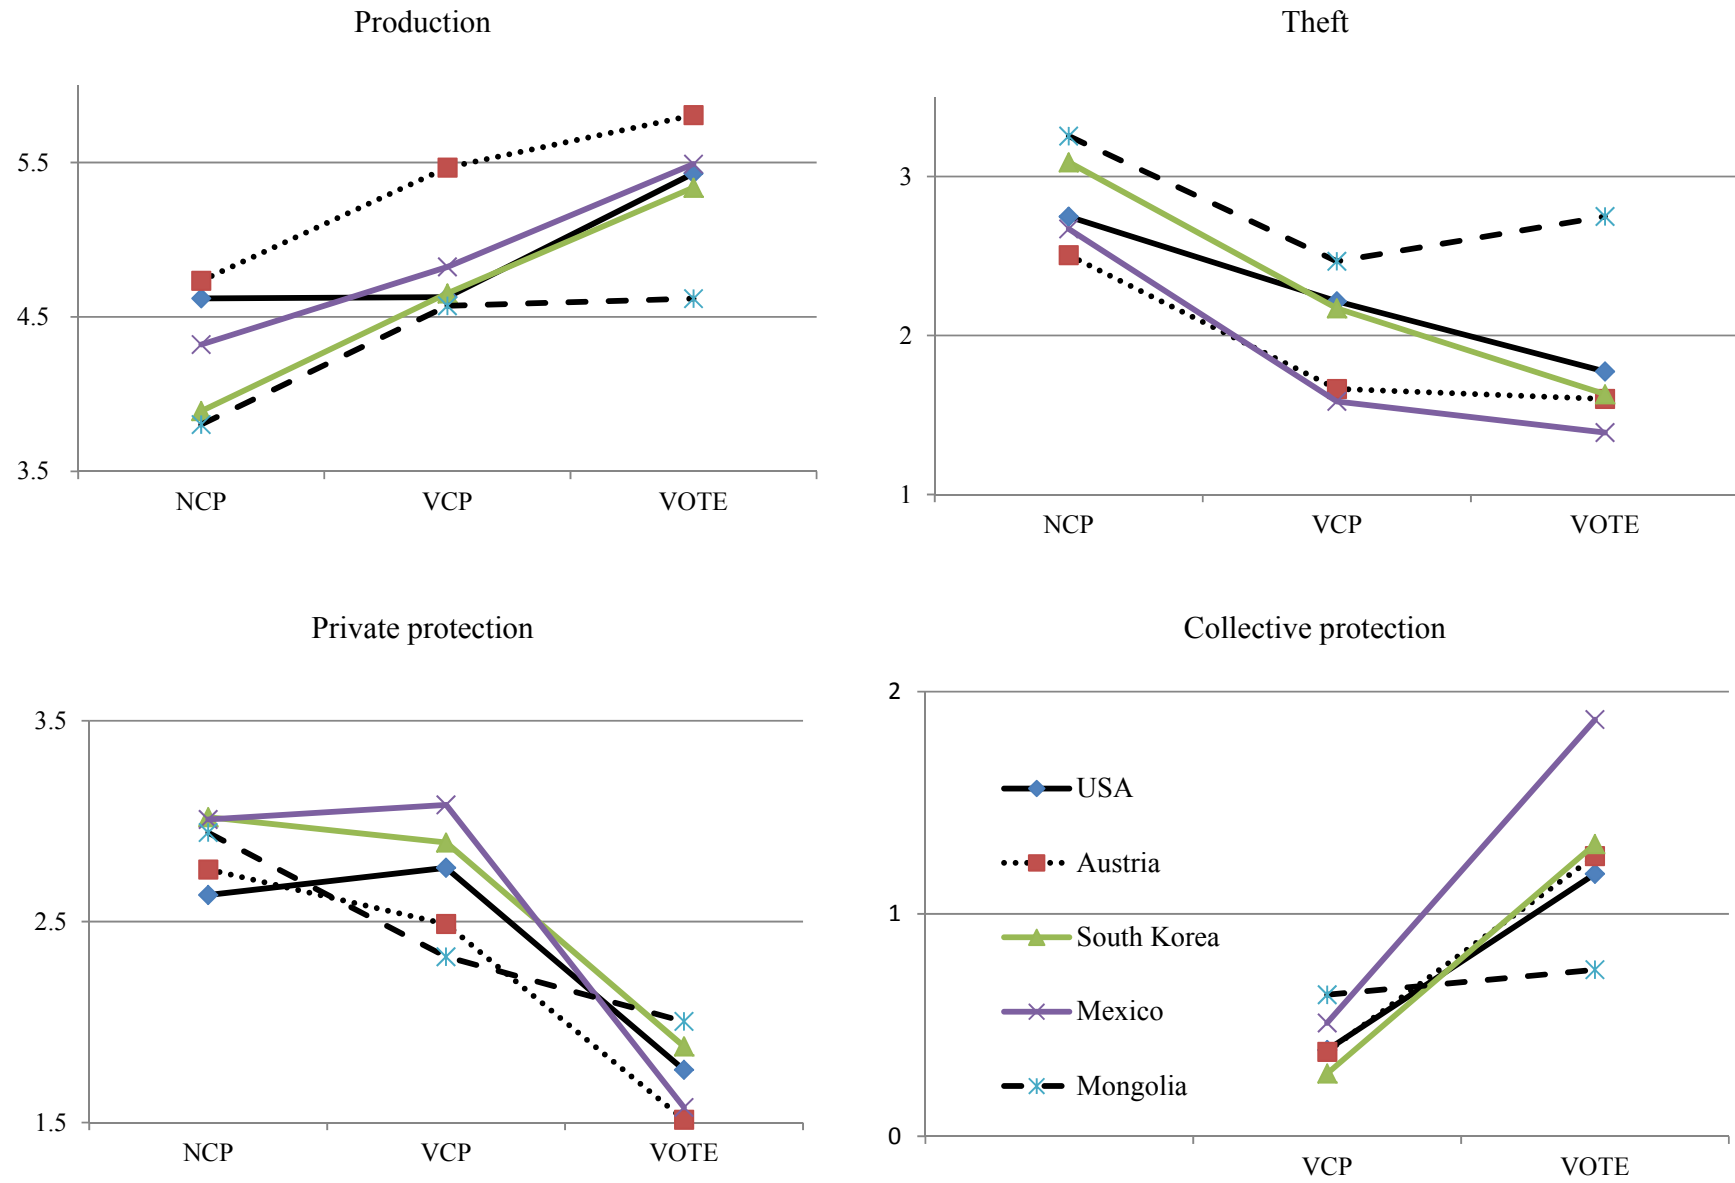 Production
5.5
4.5
3.5
NCP VCP VOTE
Theft
3
2
1
NCP VCP VOTE
Private protection
3.5
2.5
1.5
NCP VCP VOTE
Collective protection
2
1
0
USA
Austria
South Korea
Mexico
Mongolia
VCP VOTE